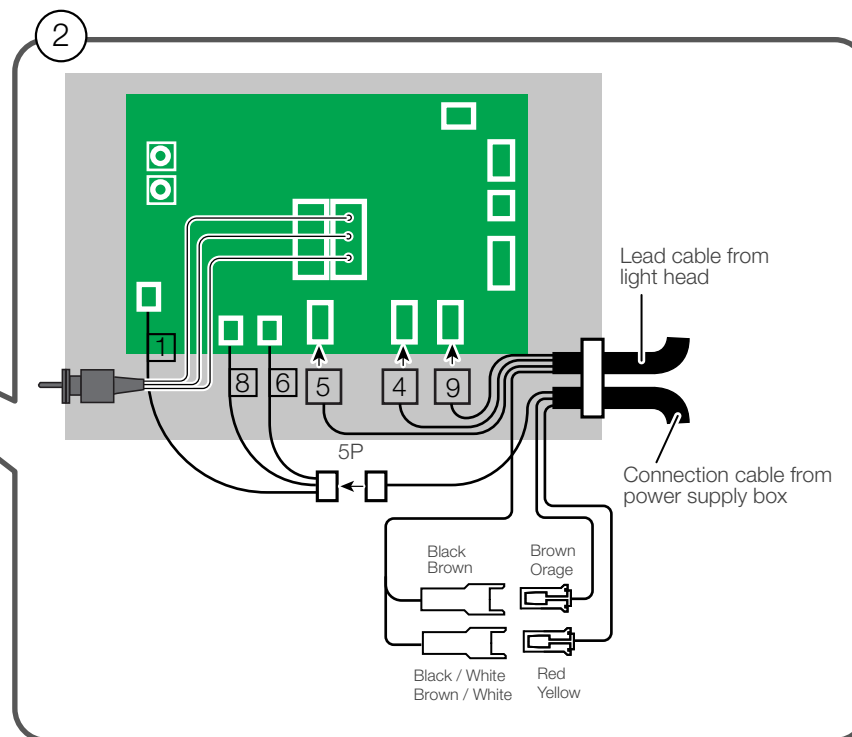 2
Lead cable from
light head
1
8
6
5
4
9
5P
Connection cable from
power supply box
Black
Brown
Brown
Orage
Black / White
Brown / White
Red
Yellow